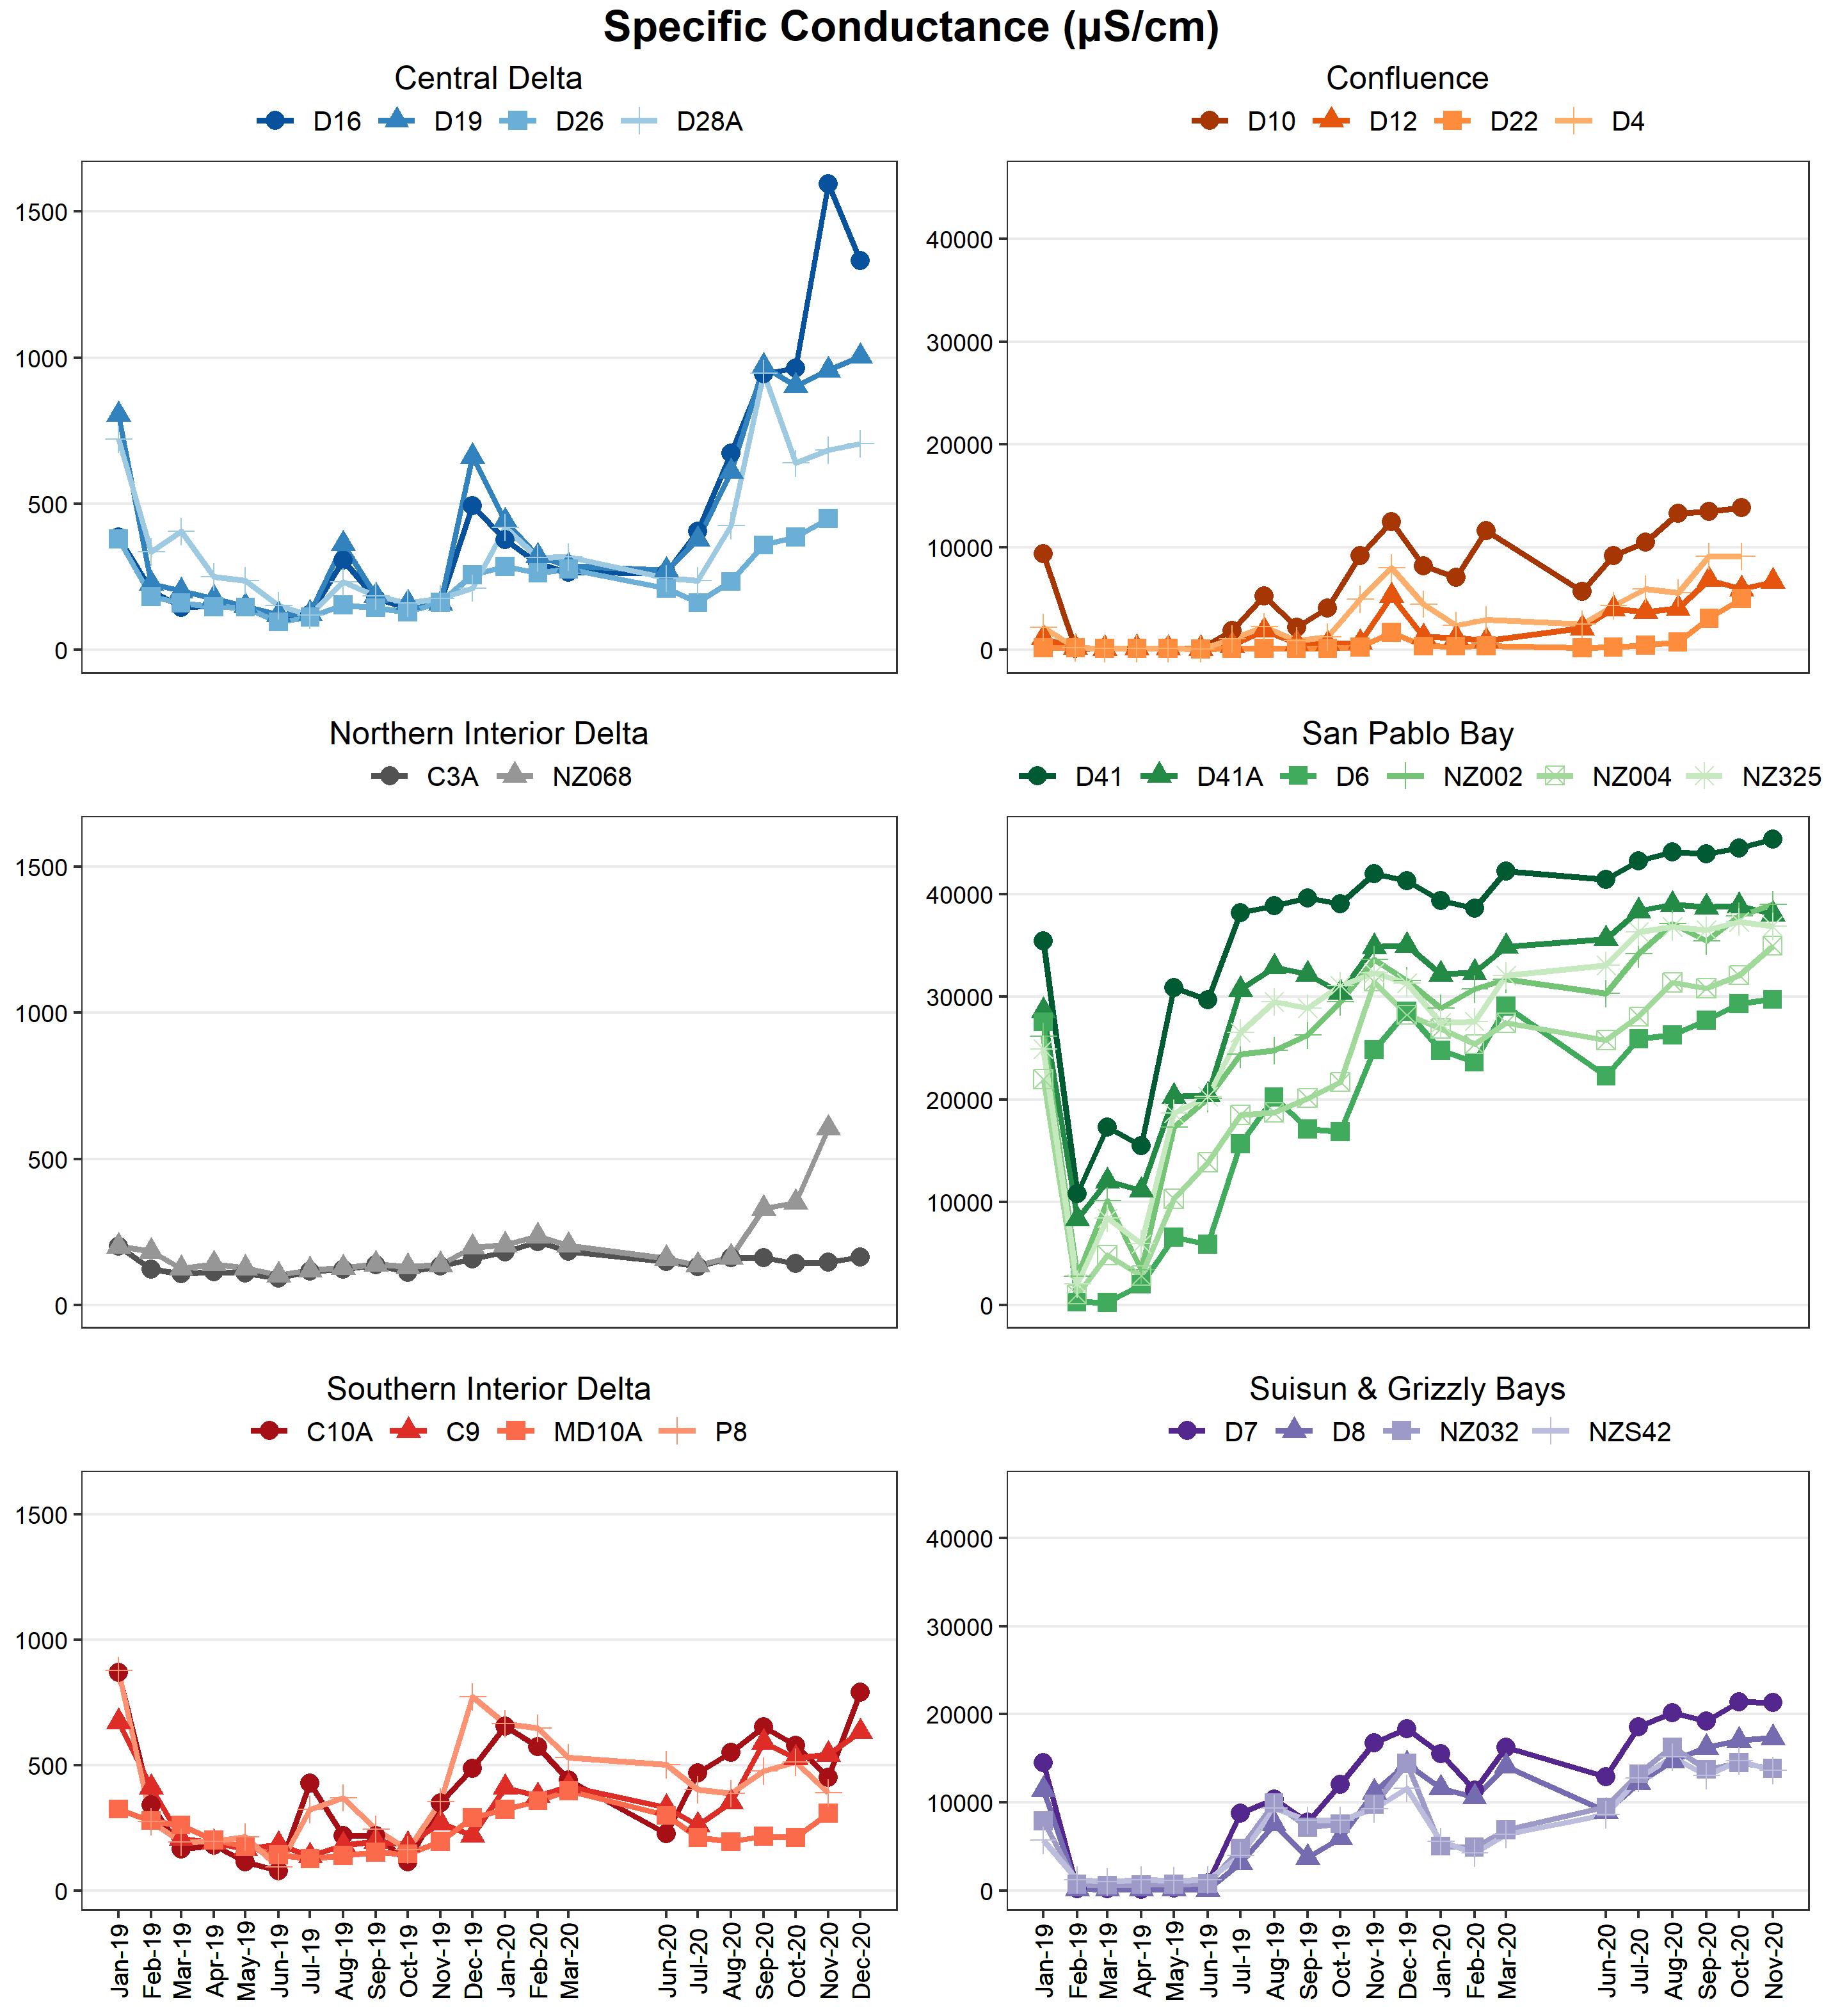 Specific Conductance (µS/cm)
Central Delta
D16 D19 D26 D28A
1500
1000
500
0
Confluence
D10 D12 D22 D4
40000
30000
20000
10000
0
Northern Interior Delta
C3A NZ068
1500
1000
500
0
San Pablo Bay
D41 D41A D6 NZ002 NZ004 NZ325
40000
30000
20000
10000
0
Southern Interior Delta
C10A C9 MD10A P8
1500
1000
500
0
Jan-19 Feb-19 Mar-19 Apr-19 May-19 Jun-19 Jul-19 Aug-19 Sep-19 Oct-19 Nov-19 Dec-19 Jan-20 Feb-20 Mar-20 Jun-20 Jul-20 Aug-20 Sep-20 Oct-20 Nov-20 Dec-20
Suisun & Grizzly Bays
D7 D8 NZ032 NZS42
40000
30000
20000
10000
0
Jan-19 Feb-19 Mar-19 Apr-19 May-19 Jun-19 Jul-19 Aug-19 Sep-19 Oct-19 Nov-19 Dec-19 Jan-20 Feb-20 Mar-20 Jun-20 Jul-20 Aug-20 Sep-20 Oct-20 Nov-20